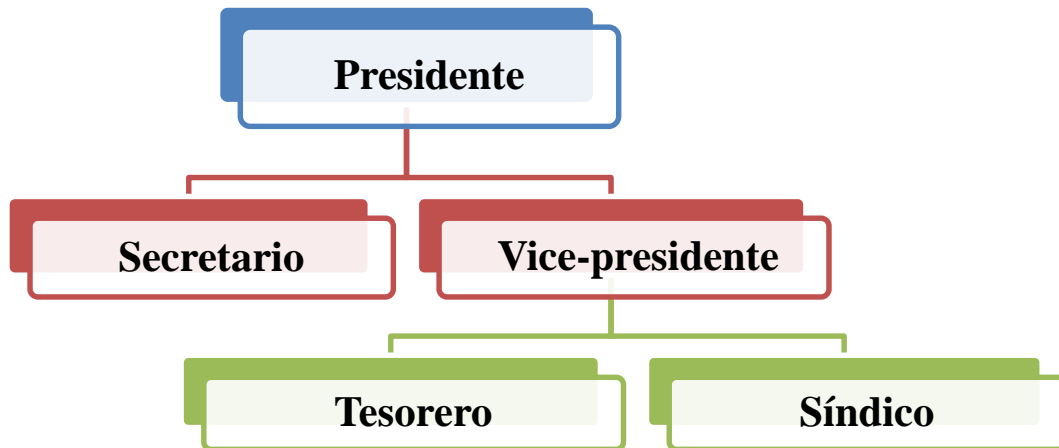 Presidente
Secretario
Vice-presidente
Tesorero
Síndico